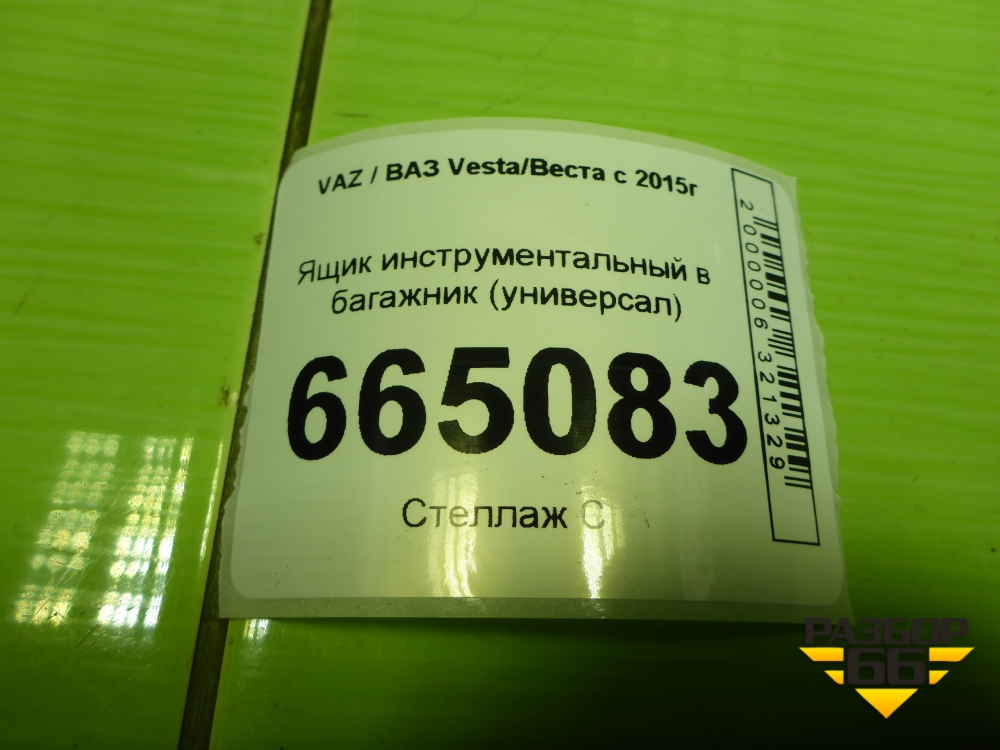 VAZ / ВАЗ Vesta/Веста с 2015г
Ящик инструментальный в
багажник (универсал)
665083
Стеллаж С
2000006321329
РАЗБОР
66